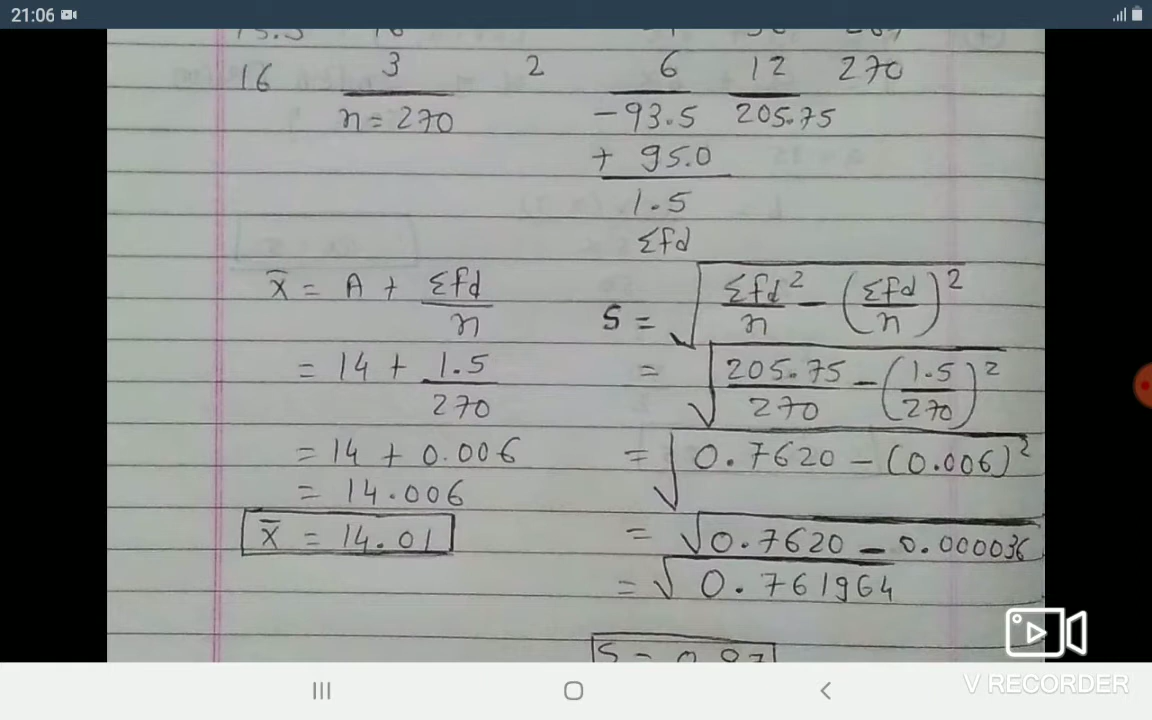 21:06
16 3 2 6 12 270
n = 270 - 93.5 205.75
+ 95.0
1.5
Σfd
x̄ = A + Σfd/n
= 14 + 1.5/270
= 14 + 0.006
= 14.006
x̄ = 14.01
S = √(Σfd²/n - (Σfd/n)²)
= √(205.75/270 - (1.5/270)²)
= √(0.7620 - (0.006)²)
= √(0.7620 - 0.000036)
= √(0.761964)
V RECORDER